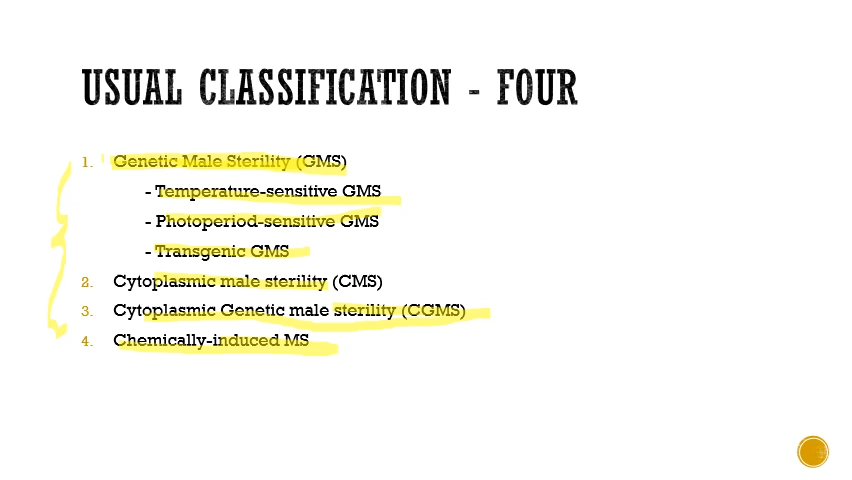 USUAL CLASSIFICATION - FOUR
1. Genetic Male Sterility (GMS)
- Temperature-sensitive GMS
- Photoperiod-sensitive GMS
- Transgenic GMS
2. Cytoplasmic male sterility (CMS)
3. Cytoplasmic Genetic male sterility (CGMS)
4. Chemically-induced MS